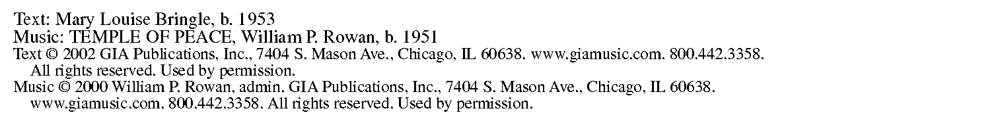 Text: Mary Louise Bringle, b. 1953
Music: TEMPLE OF PEACE, William P. Rowan, b. 1951
Text © 2002 GIA Publications, Inc., 7404 S. Mason Ave., Chicago, IL 60638. www.giamusic.com. 800.442.3358.
All rights reserved. Used by permission.
Music © 2000 William P. Rowan, admin. GIA Publications, Inc., 7404 S. Mason Ave., Chicago, IL 60638.
www.giamusic.com. 800.442.3358. All rights reserved. Used by permission.